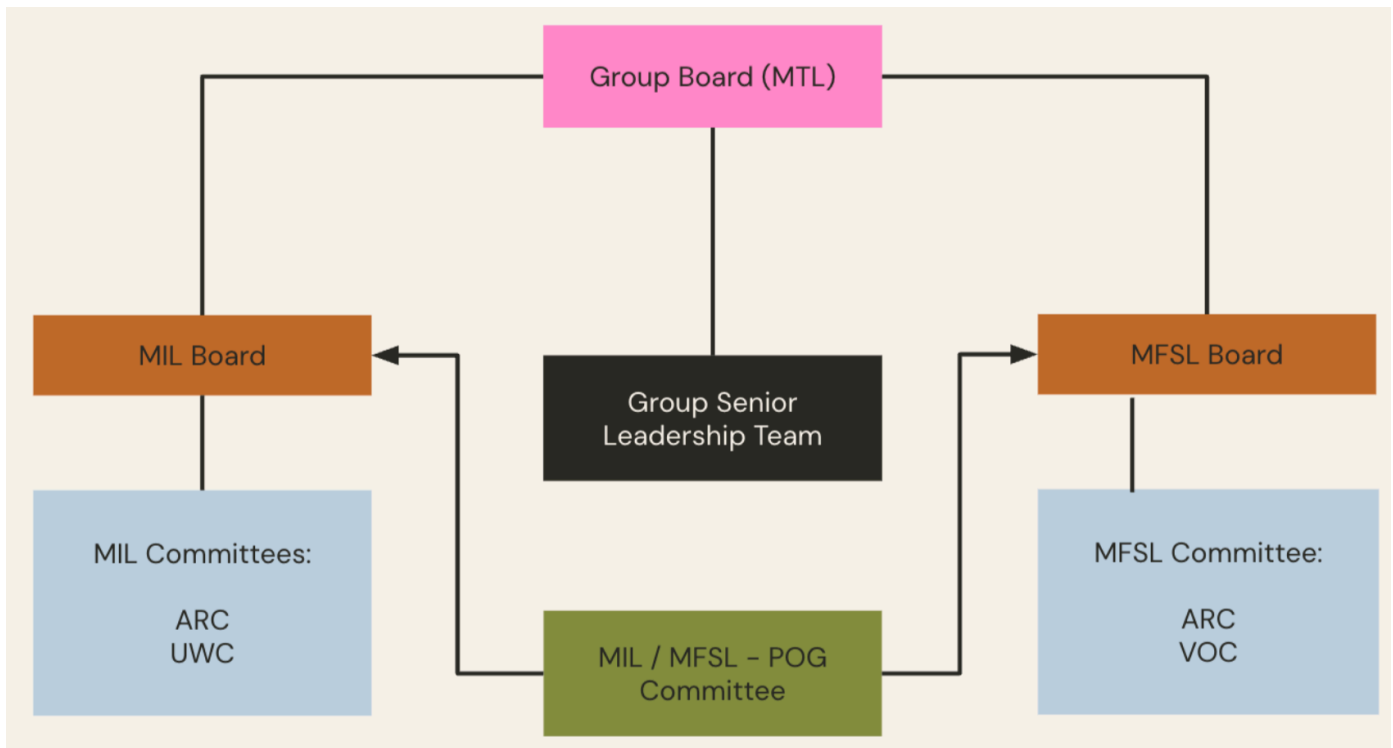 Group Board (MTL)
MIL Board
MFSL Board
Group Senior
Leadership Team
MIL Committees:
ARC
UWC
MFSL Committee:
ARC
VOC
MIL / MFSL - POG
Committee